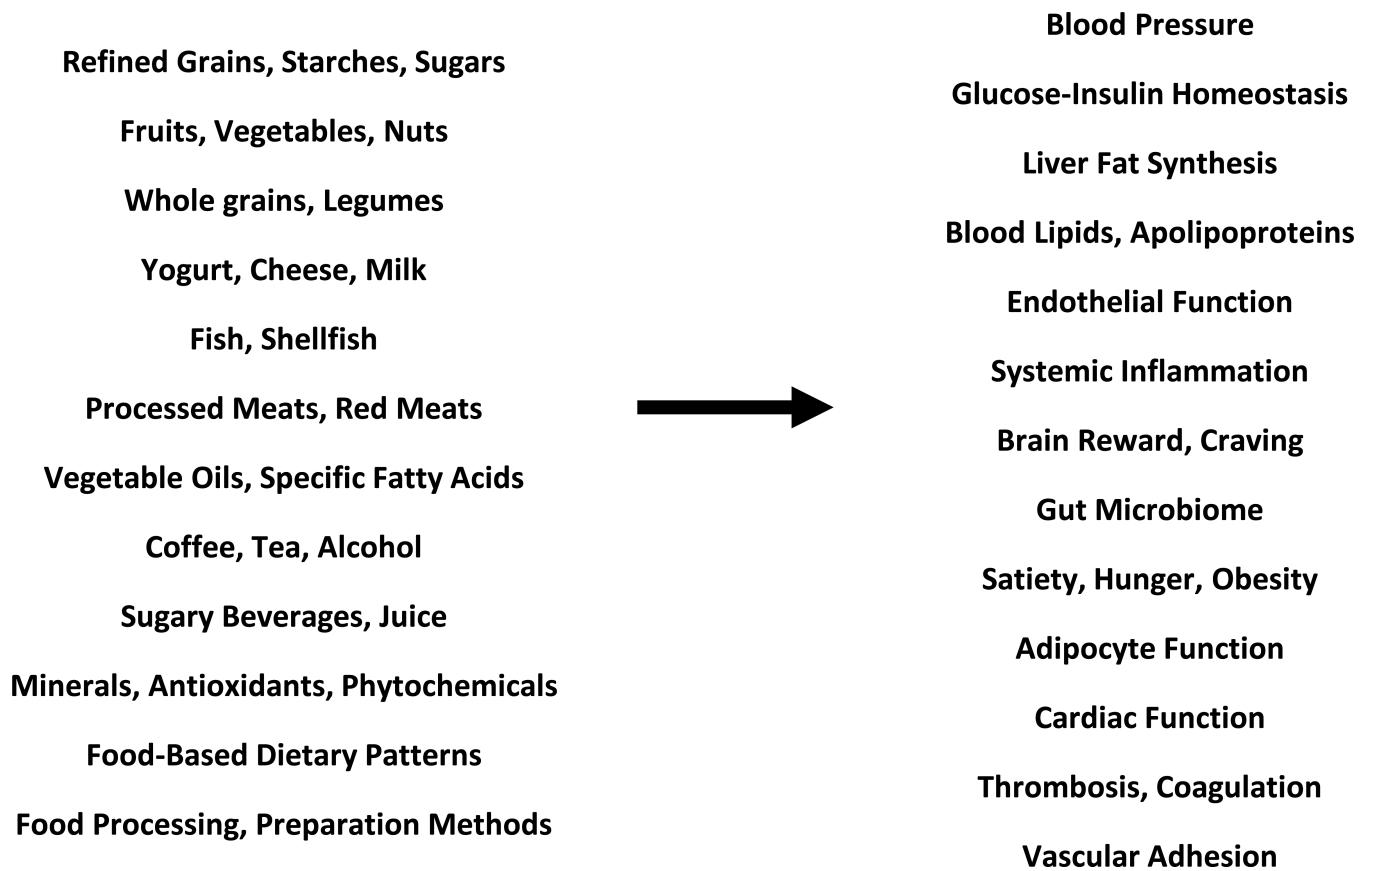 Refined Grains, Starches, Sugars
Fruits, Vegetables, Nuts
Whole grains, Legumes
Yogurt, Cheese, Milk
Fish, Shellfish
Processed Meats, Red Meats
Vegetable Oils, Specific Fatty Acids
Coffee, Tea, Alcohol
Sugary Beverages, Juice
Minerals, Antioxidants, Phytochemicals
Food-Based Dietary Patterns
Food Processing, Preparation Methods
Blood Pressure
Glucose-Insulin Homeostasis
Liver Fat Synthesis
Blood Lipids, Apolipoproteins
Endothelial Function
Systemic Inflammation
Brain Reward, Craving
Gut Microbiome
Satiety, Hunger, Obesity
Adipocyte Function
Cardiac Function
Thrombosis, Coagulation
Vascular Adhesion